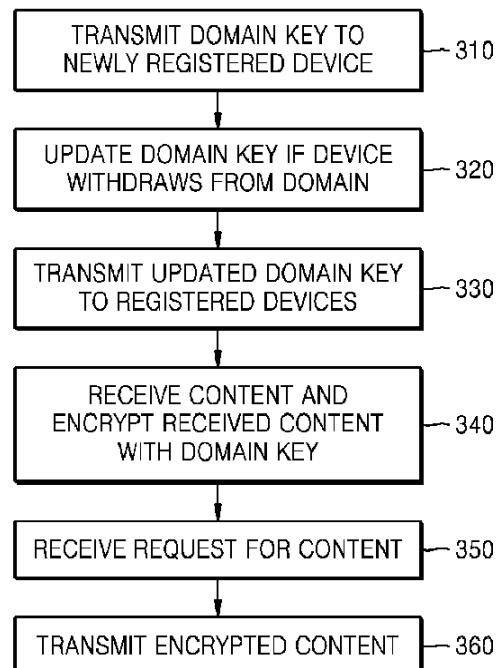 TRANSMIT DOMAIN KEY TO
NEWLY REGISTERED DEVICE
310
UPDATE DOMAIN KEY IF DEVICE
WITHDRAWS FROM DOMAIN
320
TRANSMIT UPDATED DOMAIN KEY
TO REGISTERED DEVICES
330
RECEIVE CONTENT AND
ENCRYPT RECEIVED CONTENT
WITH DOMAIN KEY
340
RECEIVE REQUEST FOR CONTENT
350
TRANSMIT ENCRYPTED CONTENT
360